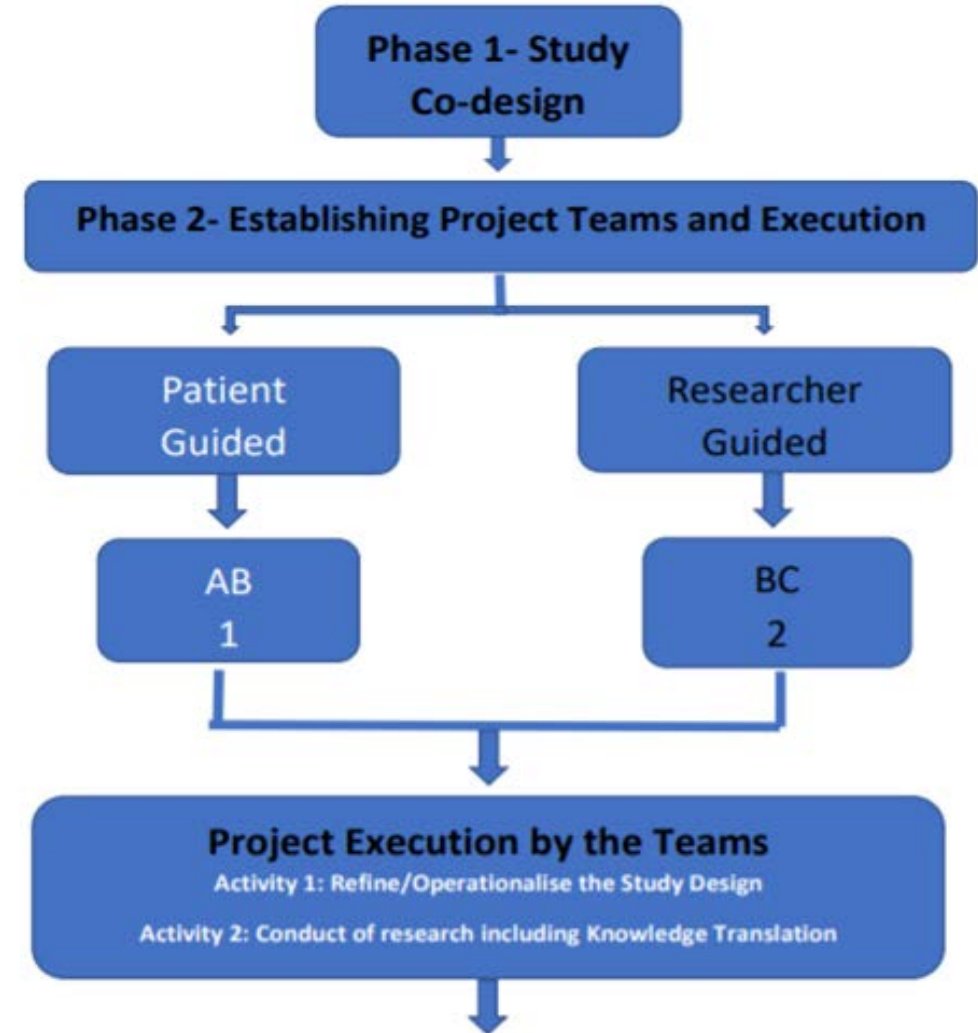 Phase 1- Study
Co-design
Phase 2- Establishing Project Teams and Execution
Patient
Guided
Researcher
Guided
AB
1
BC
2
Project Execution by the Teams
Activity 1: Refine/Operationalise the Study Design
Activity 2: Conduct of research including Knowledge Translation